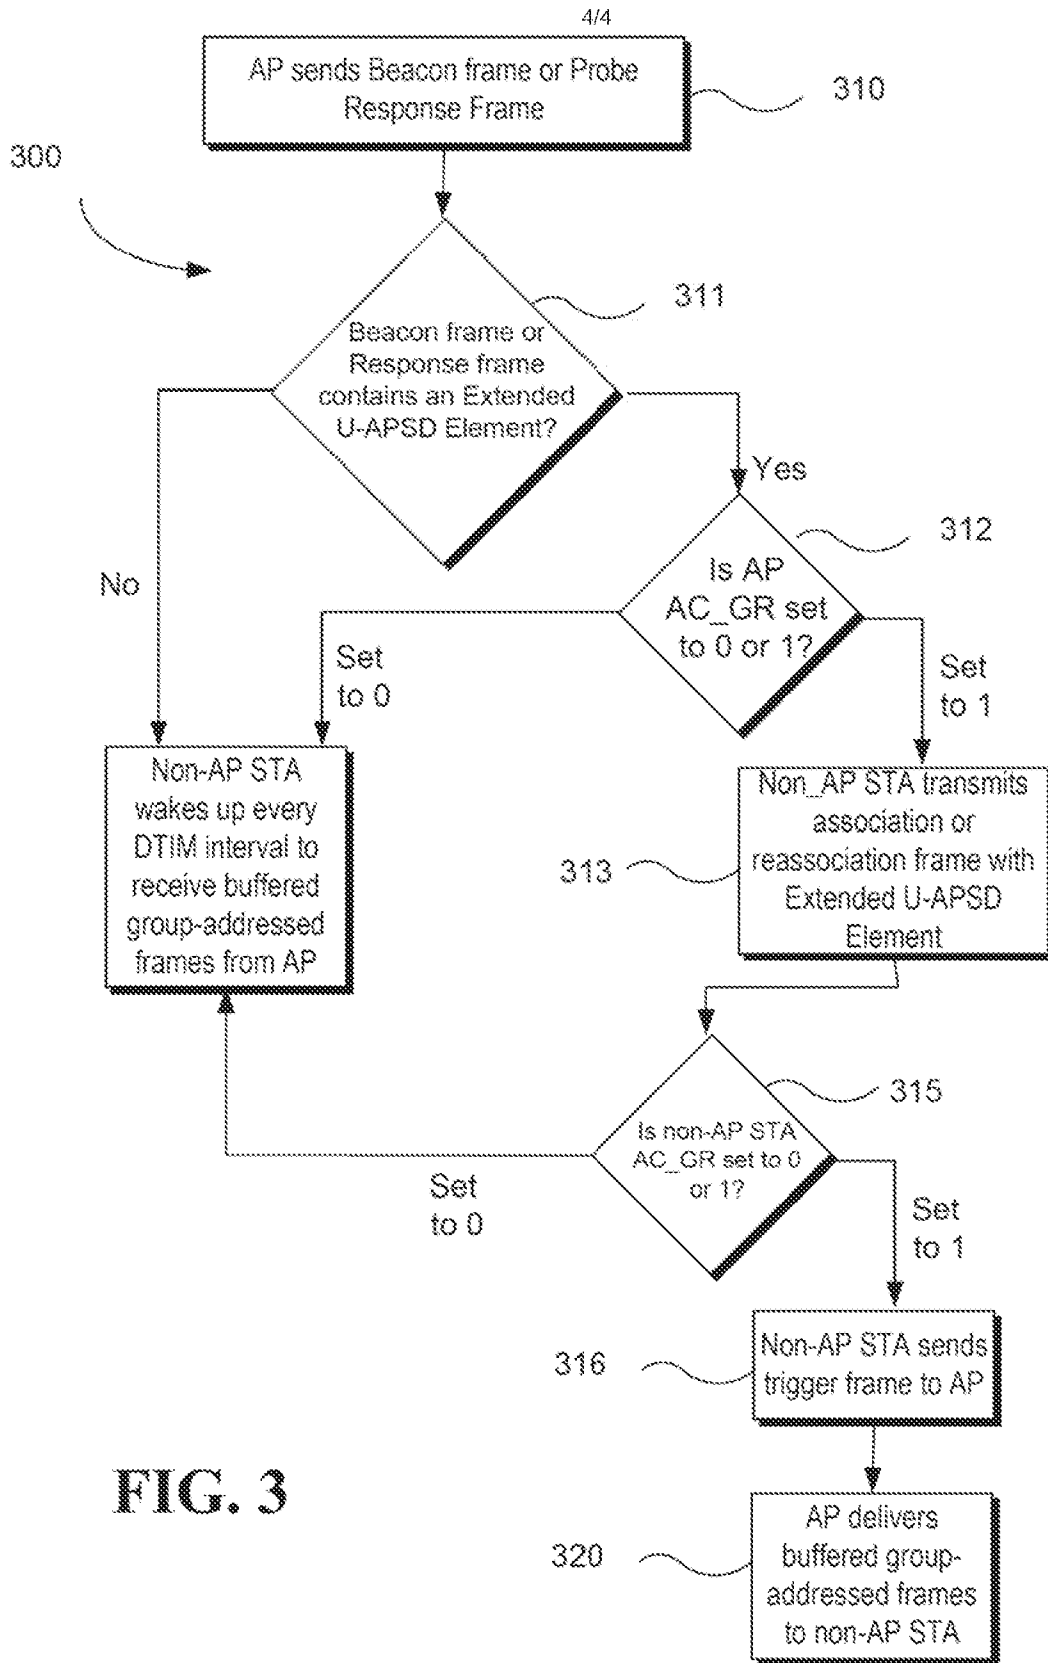 4/4
AP sends Beacon frame or Probe
Response Frame
310
300
311
Beacon frame or
Response frame
contains an Extended
U-APSD Element?
Yes
312
No
Is AP
AC_GR set
to 0 or 1?
Set
to 0
Set
to 1
Non-AP STA
wakes up every
DTIM interval to
receive buffered
group-addressed
frames from AP
Non_AP STA transmits
association or
reassociation frame with
Extended U-APSD
Element
313
315
Is non-AP STA
AC_GR set to 0
or 1?
Set
to 0
Set
to 1
Non-AP STA sends
trigger frame to AP
316
FIG. 3
AP delivers
buffered group-
addressed frames
to non-AP STA
320